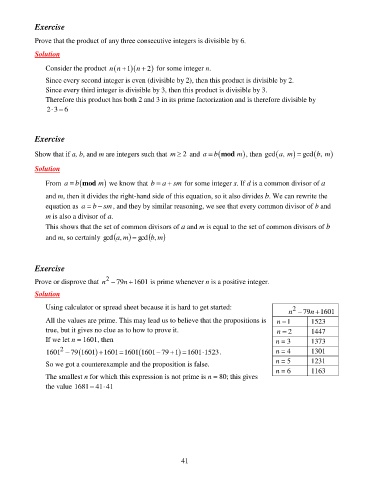 Exercise
Prove that the product of any three consecutive integers is divisible by 6.
Solution
Consider the product n(n+1)(n+2) for some integer n.
Since every second integer is even (divisible by 2), then this product is divisible by 2.
Since every third integer is divisible by 3, then this product is divisible by 3.
Therefore this product has both 2 and 3 in its prime factorization and is therefore divisible by
2·3 = 6
Exercise
Show that if a, b, and m are integers such that m ≥ 2 and a ≡ b(mod m), then gcd(a, m) = gcd(b, m)
Solution
From a ≡ b(mod m) we know that b = a + sm for some integer s. If d is a common divisor of a
and m, then it divides the right-hand side of this equation, so it also divides b. We can rewrite the
equation as a = b − sm, and they by similar reasoning, we see that every common divisor of b and
m is also a divisor of a.
This shows that the set of common divisors of a and m is equal to the set of common divisors of b
and m, so certainly gcd(a, m) = gcd(b, m)
Exercise
Prove or disprove that n² − 79n + 1601 is prime whenever n is a positive integer.
Solution
Using calculator or spread sheet because it is hard to get started:
All the values are prime. This may lead us to believe that the propositions is
true, but it gives no clue as to how to prove it.
If we let n = 1601, then
1601² − 79(1601) + 1601 = 1601(1601 − 79 + 1) = 1601·1523.
So we got a counterexample and the proposition is false.
The smallest n for which this expression is not prime is n = 80; this gives
the value 1681 = 41·41
n² − 79n + 1601
n = 1 1523
n = 2 1447
n = 3 1373
n = 4 1301
n = 5 1231
n = 6 1163
41